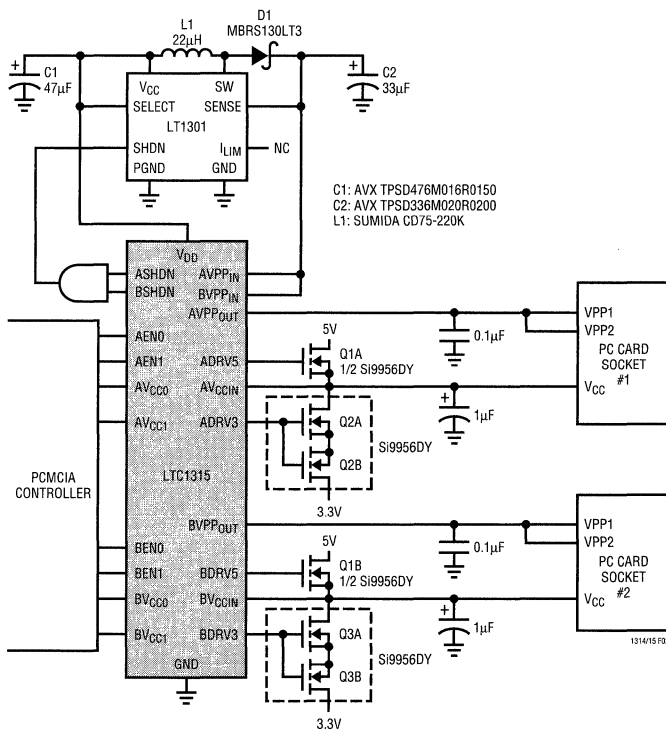 D1
MBRS130LT3
L1
22μH
+
C1
47μF
+
C2
33μF
VCC
SW
SELECT
SENSE
LT1301
SHDN
ILIM
NC
PGND
GND
C1: AVX TPSD476M016R0150
C2: AVX TPSD336M020R0200
L1: SUMIDA CD75-220K
VDD
ASHDN
AVPPIN
BSHDN
BVPPIN
AVPPOUT
VPP1
VPP2
0.1μF
PC CARD
SOCKET
#1
AEN0
5V
AEN1
ADRV5
Q1A
1/2 Si9956DY
AVCC0
AVCCIN
VCC
+
1μF
AVCC1
ADRV3
Q2A
Q2B
Si9956DY
3.3V
PCMCIA
CONTROLLER
LTC1315
BVPPOUT
VPP1
VPP2
0.1μF
PC CARD
SOCKET
#2
BEN0
5V
BEN1
BDRV5
Q1B
1/2 Si9956DY
BVCC0
BVCCIN
VCC
+
1μF
BVCC1
BDRV3
Q3A
Q3B
Si9956DY
GND
3.3V